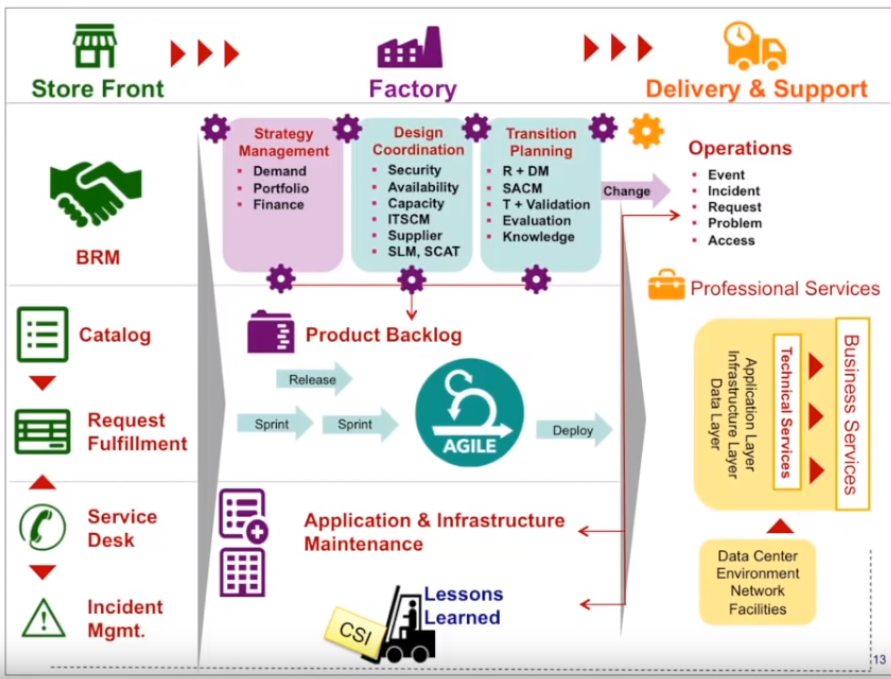 Store Front
Factory
Delivery & Support
BRM
Strategy
Management
Demand
Portfolio
Finance
Design
Coordination
Security
Availability
Capacity
ITSCM
Supplier
SLM, SCAT
Transition
Planning
R + DM
SACM
T + Validation
Evaluation
Knowledge
Change
Operations
Event
Incident
Request
Problem
Access
Catalog
Request
Fulfillment
Service
Desk
Incident
Mgmt.
Product Backlog
Release
Sprint
Sprint
AGILE
Deploy
Application & Infrastructure
Maintenance
CSI
Lessons
Learned
Professional Services
Business Services
Technical Services
Application Layer
Infrastructure Layer
Data Layer
Data Center
Environment
Network
Facilities
13